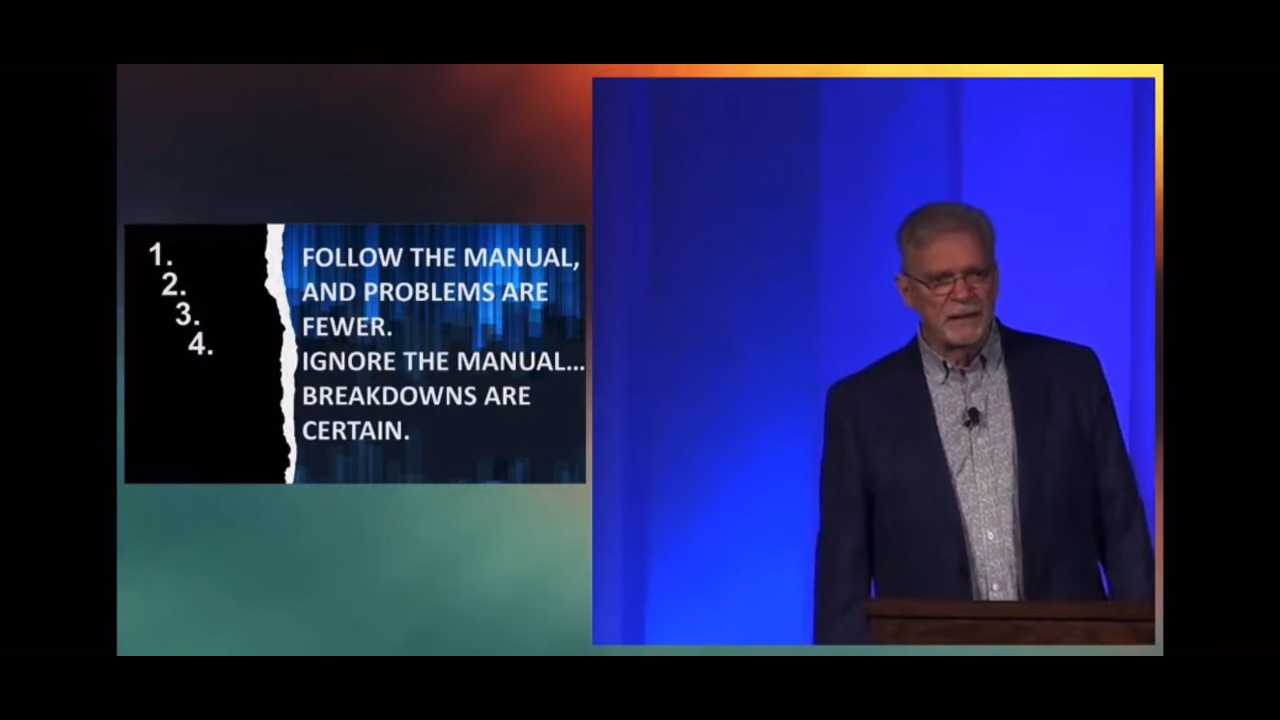 1.
2.
3.
4.
FOLLOW THE MANUAL,
AND PROBLEMS ARE
FEWER.
IGNORE THE MANUAL...
BREAKDOWNS ARE
CERTAIN.